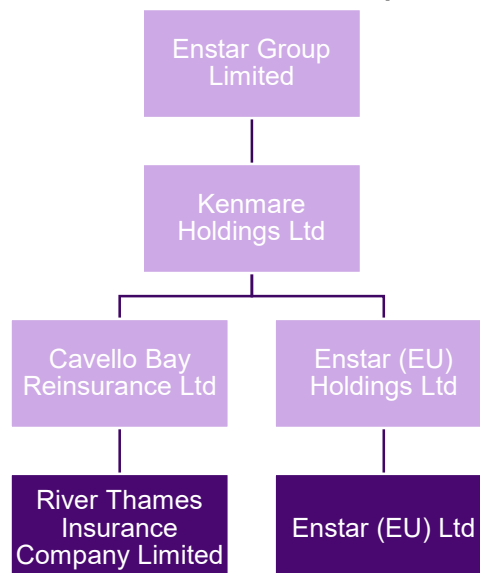 Enstar Group
Limited
Kenmare
Holdings Ltd
Cavello Bay
Reinsurance Ltd
Enstar (EU)
Holdings Ltd
River Thames
Insurance
Company Limited
Enstar (EU) Ltd